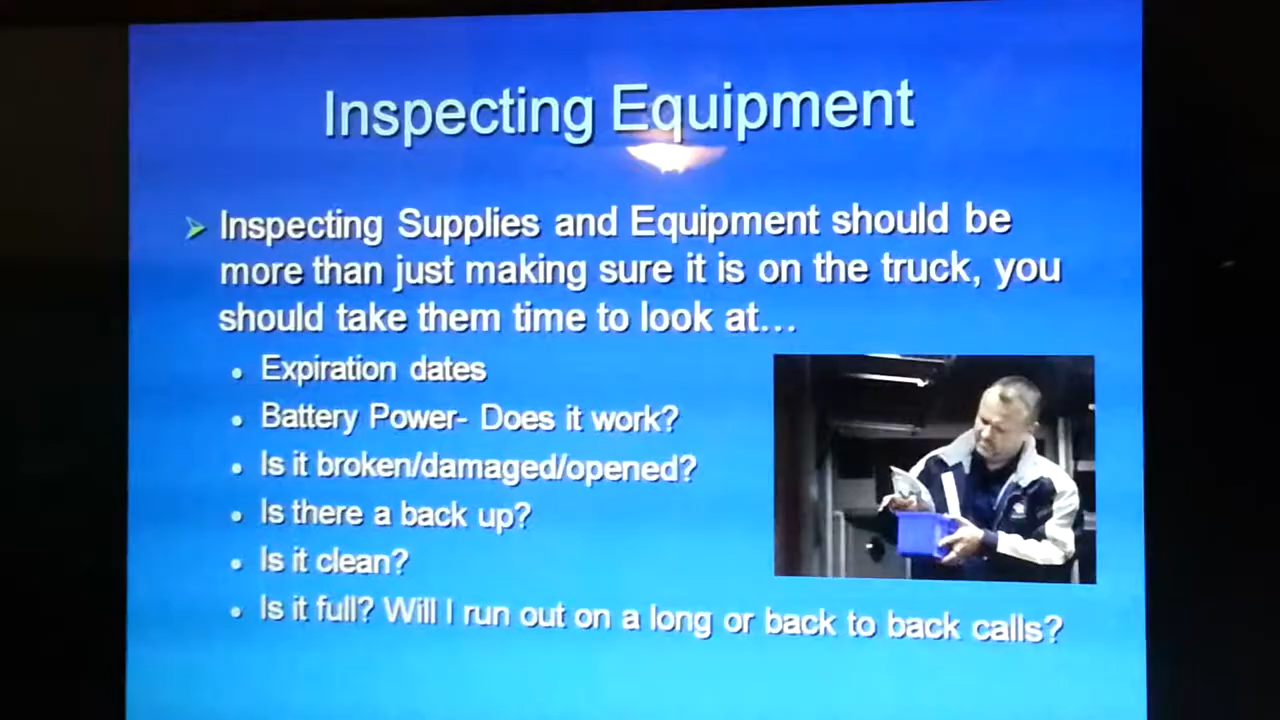 Inspecting Equipment
Inspecting Supplies and Equipment should be
more than just making sure it is on the truck, you
should take them time to look at...
Expiration dates
Battery Power- Does it work?
Is it broken/damaged/opened?
Is there a back up?
Is it clean?
Is it full? Will I run out on a long or back to back calls?